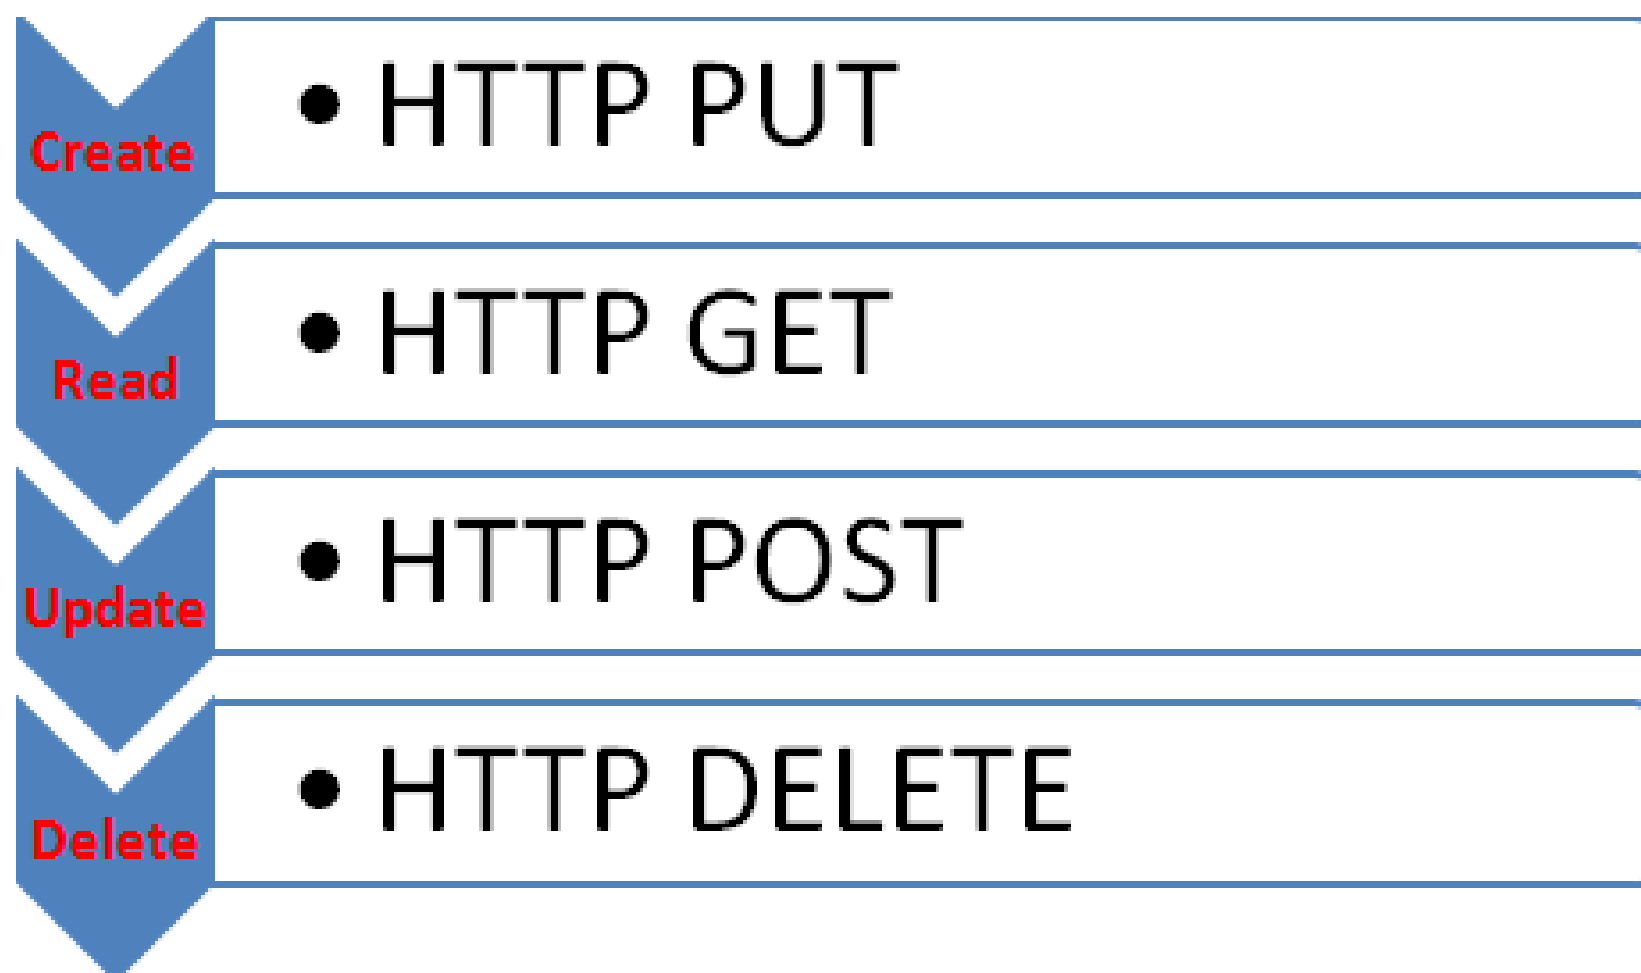 Create
• HTTP PUT
Read
• HTTP GET
Update
• HTTP POST
Delete
• HTTP DELETE